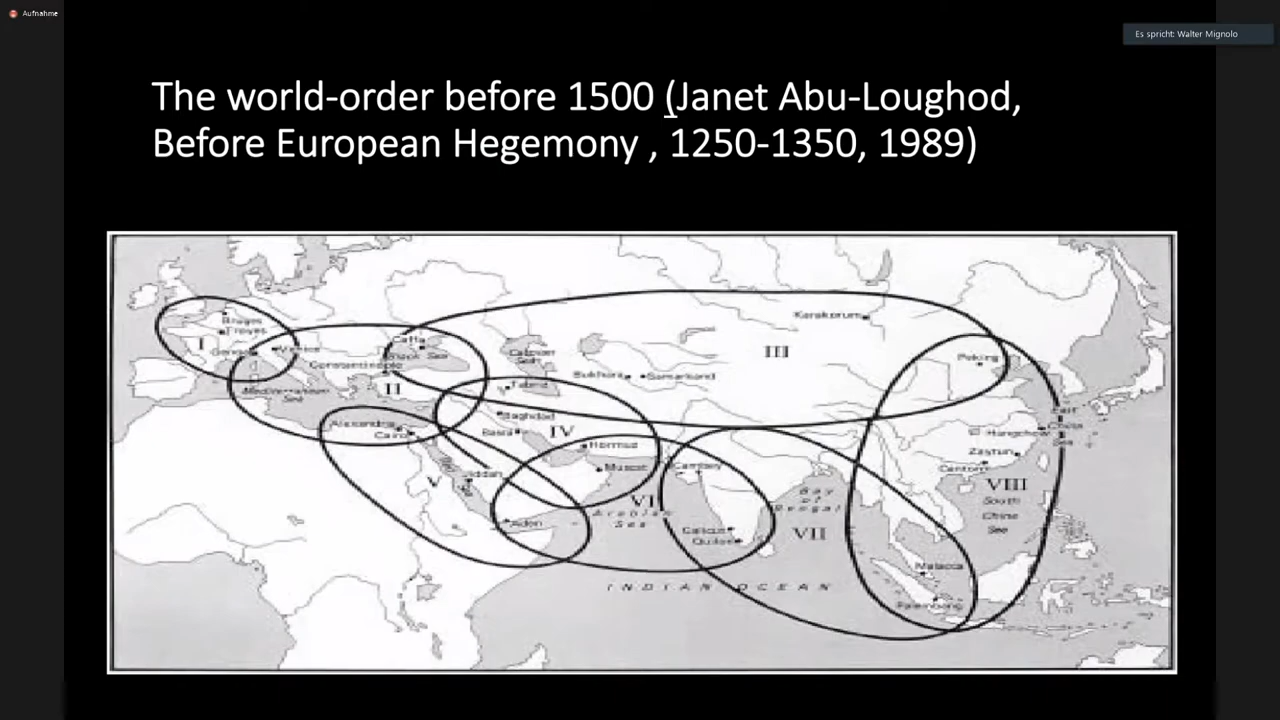 Aufnahme
Es spricht: Walter Mignolo
The world-order before 1500 (Janet Abu-Loughod,
Before European Hegemony , 1250-1350, 1989)
Bruges
Troyes
I
Genoa
Venice
Caffa
Black Sea
Constantinople
II
Mediterranean
Sea
Caspian
Sea
Karakorum
III
Peking
Bukhara
Samarkand
Tabriz
Baghdad
Basra
IV
Hormuz
Muscat
Alexandria
Cairo
Jiddah
V
Aden
VI
Arabian
Sea
Cambay
Calicut
Quilon
Bay
of
Bengal
VII
East
China
Sea
Hangchow
Zaytun
Canton
VIII
South
China
Sea
Malacca
Palembang
INDIAN OCEAN